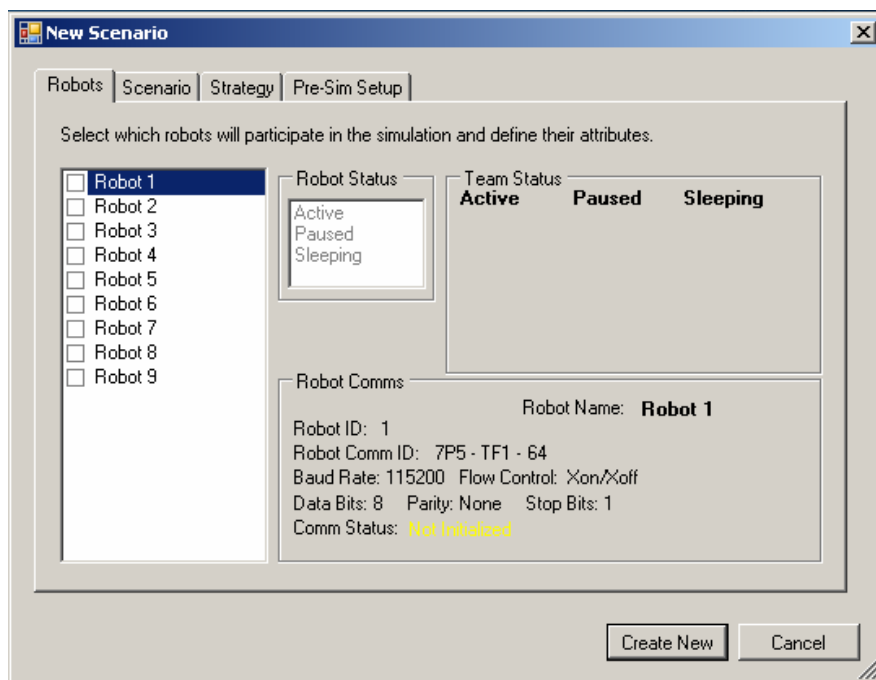 New Scenario
Robots Scenario Strategy Pre-Sim Setup
Select which robots will participate in the simulation and define their attributes.
Robot 1
Robot 2
Robot 3
Robot 4
Robot 5
Robot 6
Robot 7
Robot 8
Robot 9
Robot Status
Active
Paused
Sleeping
Team Status
Active Paused Sleeping
Robot Comms
Robot Name: Robot 1
Robot ID: 1
Robot Comm ID: 7P5 - TF1 - 64
Baud Rate: 115200 Flow Control: Xon/Xoff
Data Bits: 8 Parity: None Stop Bits: 1
Comm Status: Not Initialized
Create New Cancel